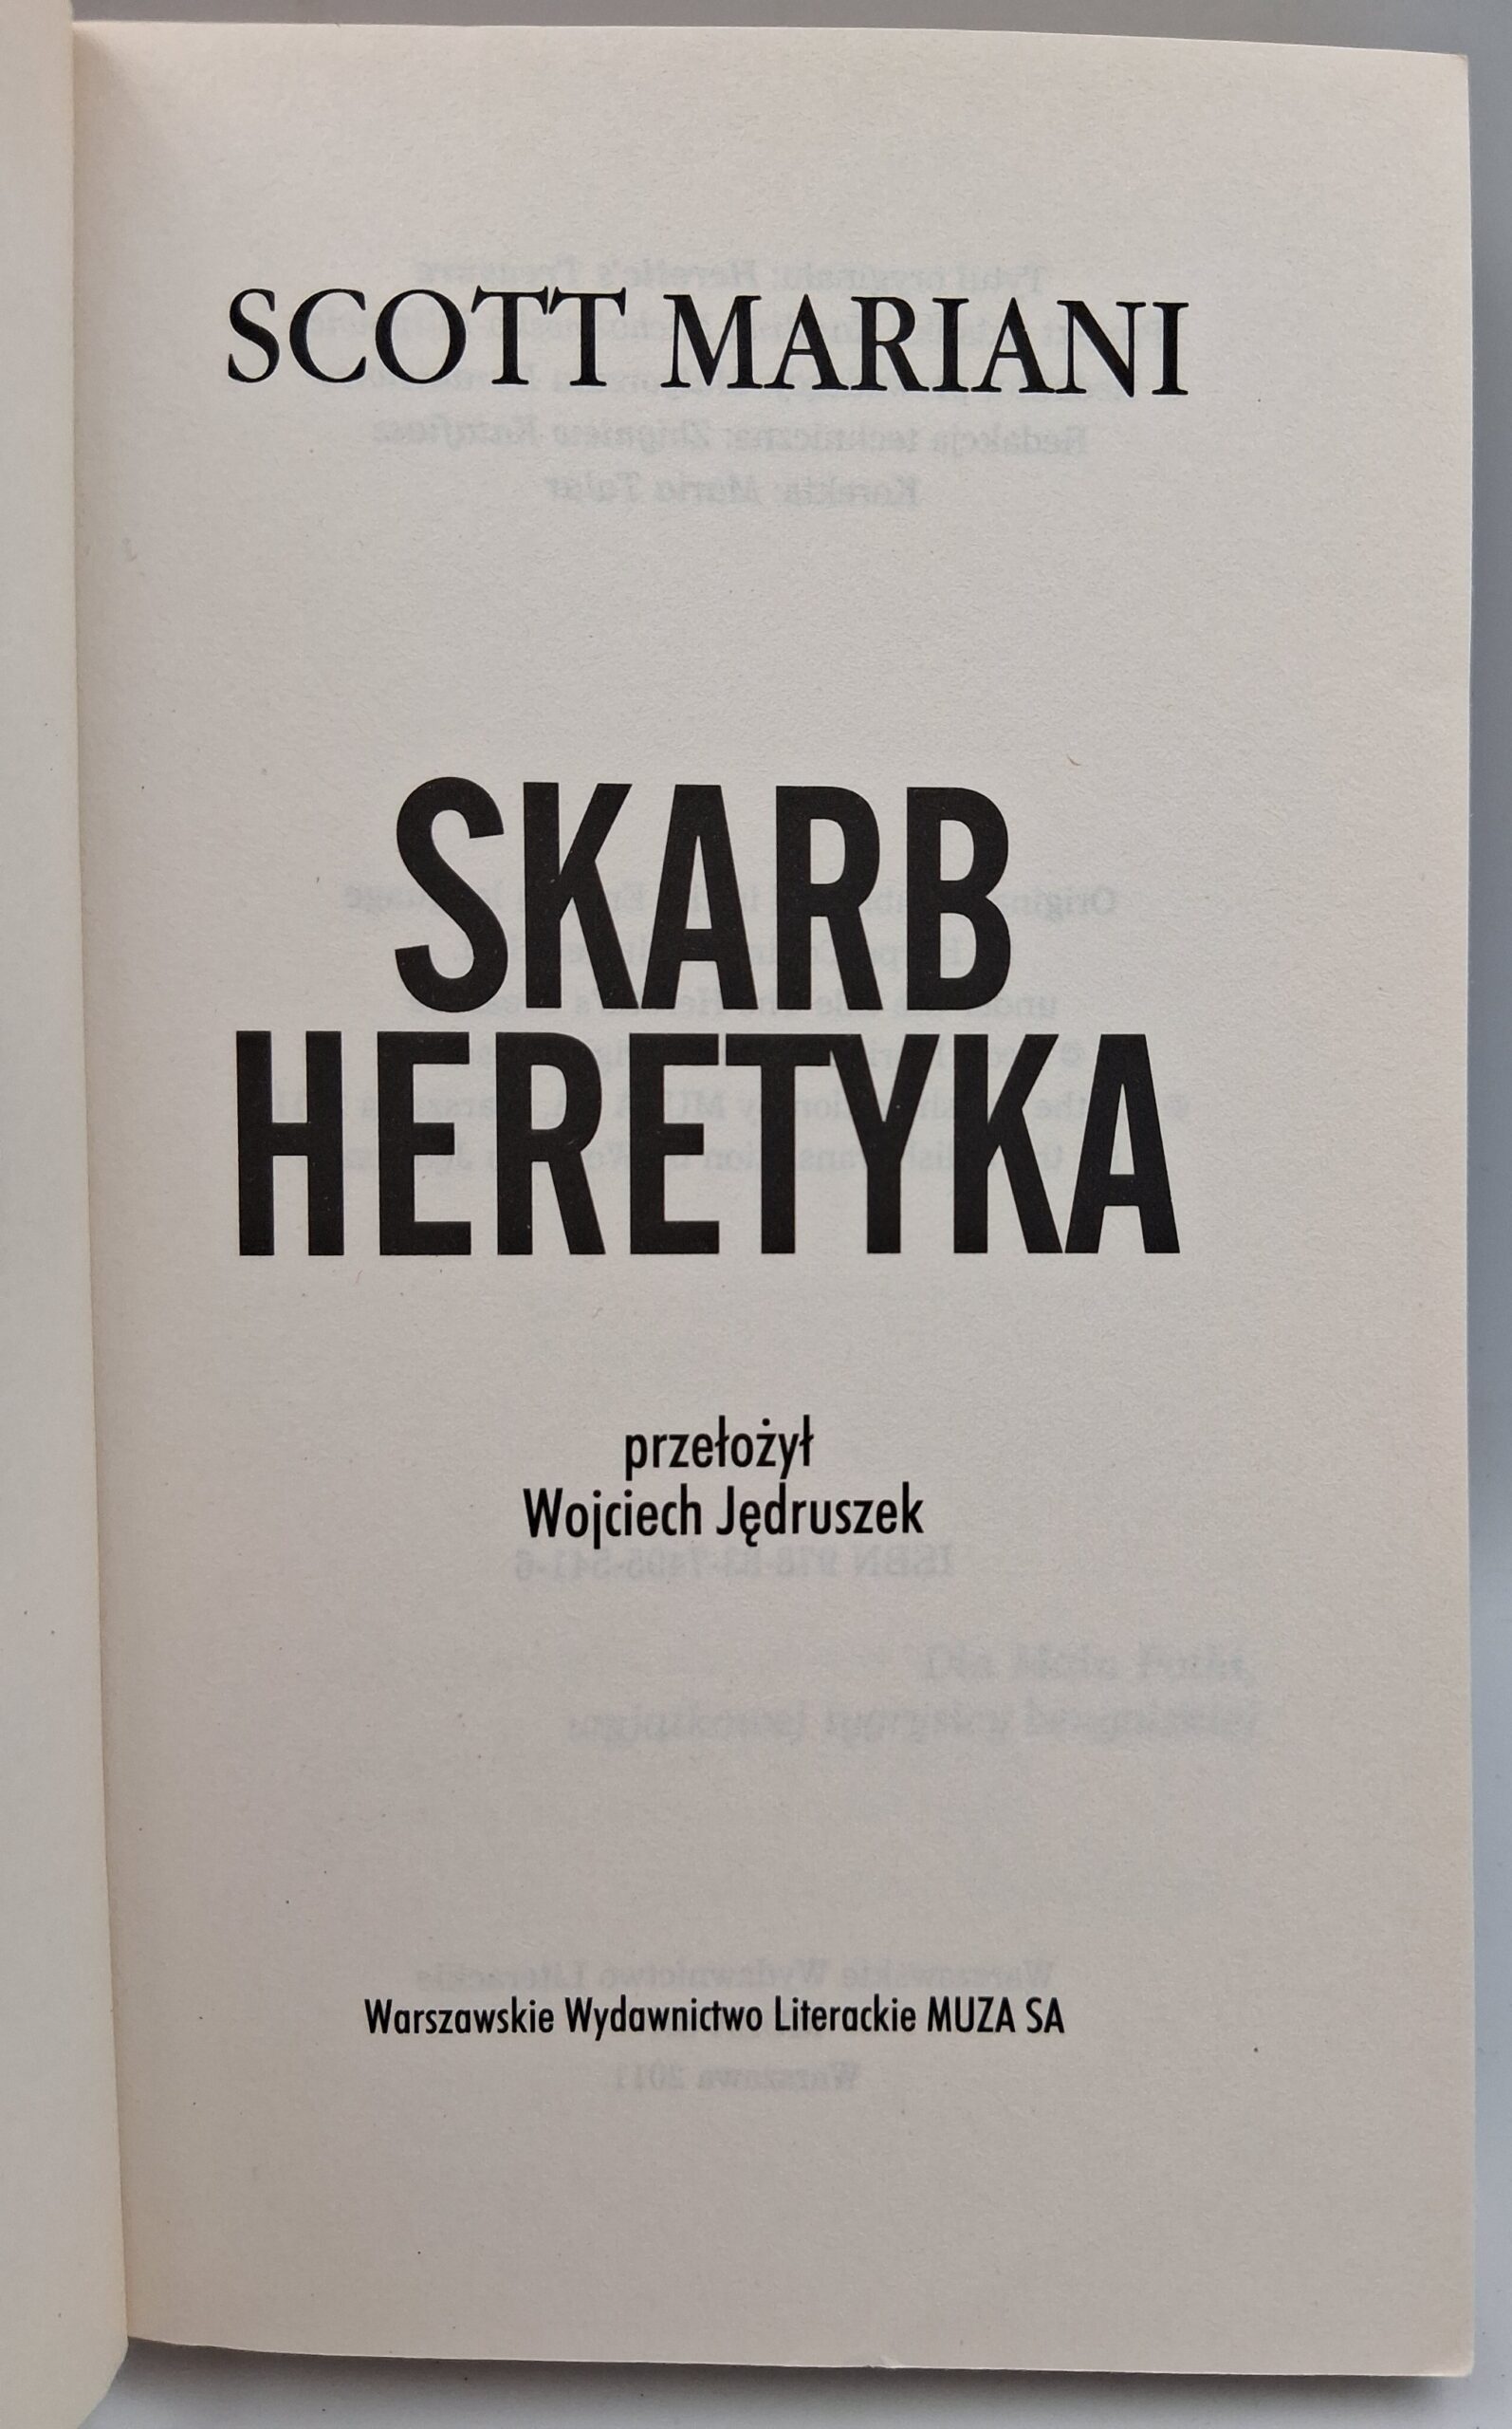 SCOTT MARIANI
SKARB
HERETYKA
przełożył
Wojciech Jędruszek
Warszawskie Wydawnictwo Literackie MUZA SA